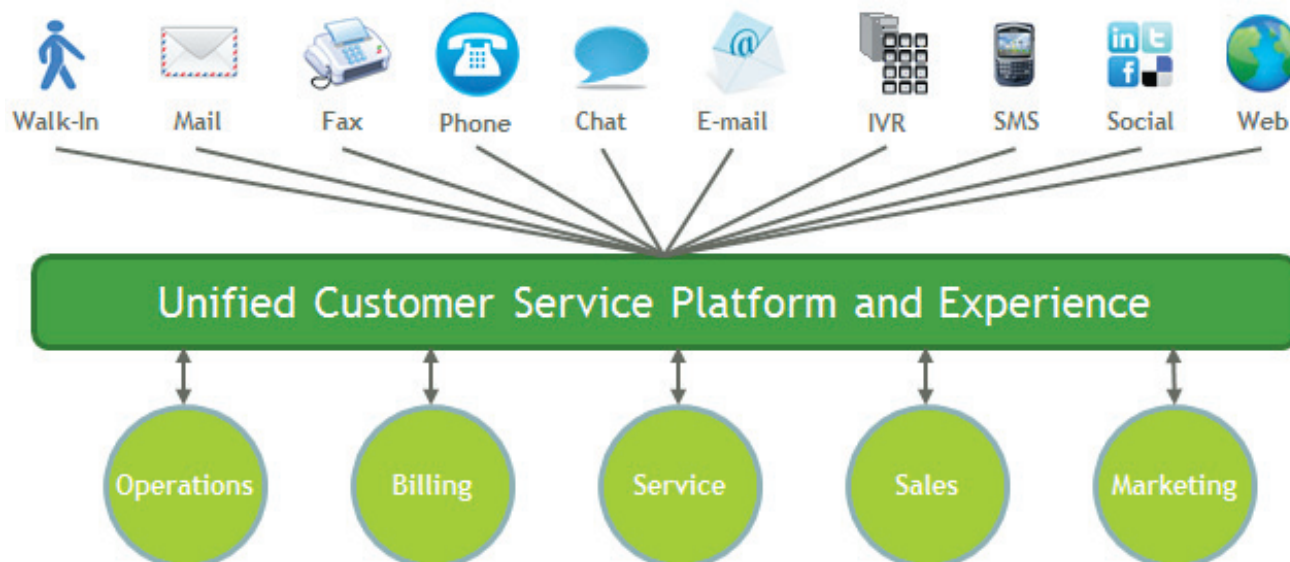 Walk-In Mail Fax Phone Chat E-mail IVR SMS Social Web
Unified Customer Service Platform and Experience
Operations Billing Service Sales Marketing